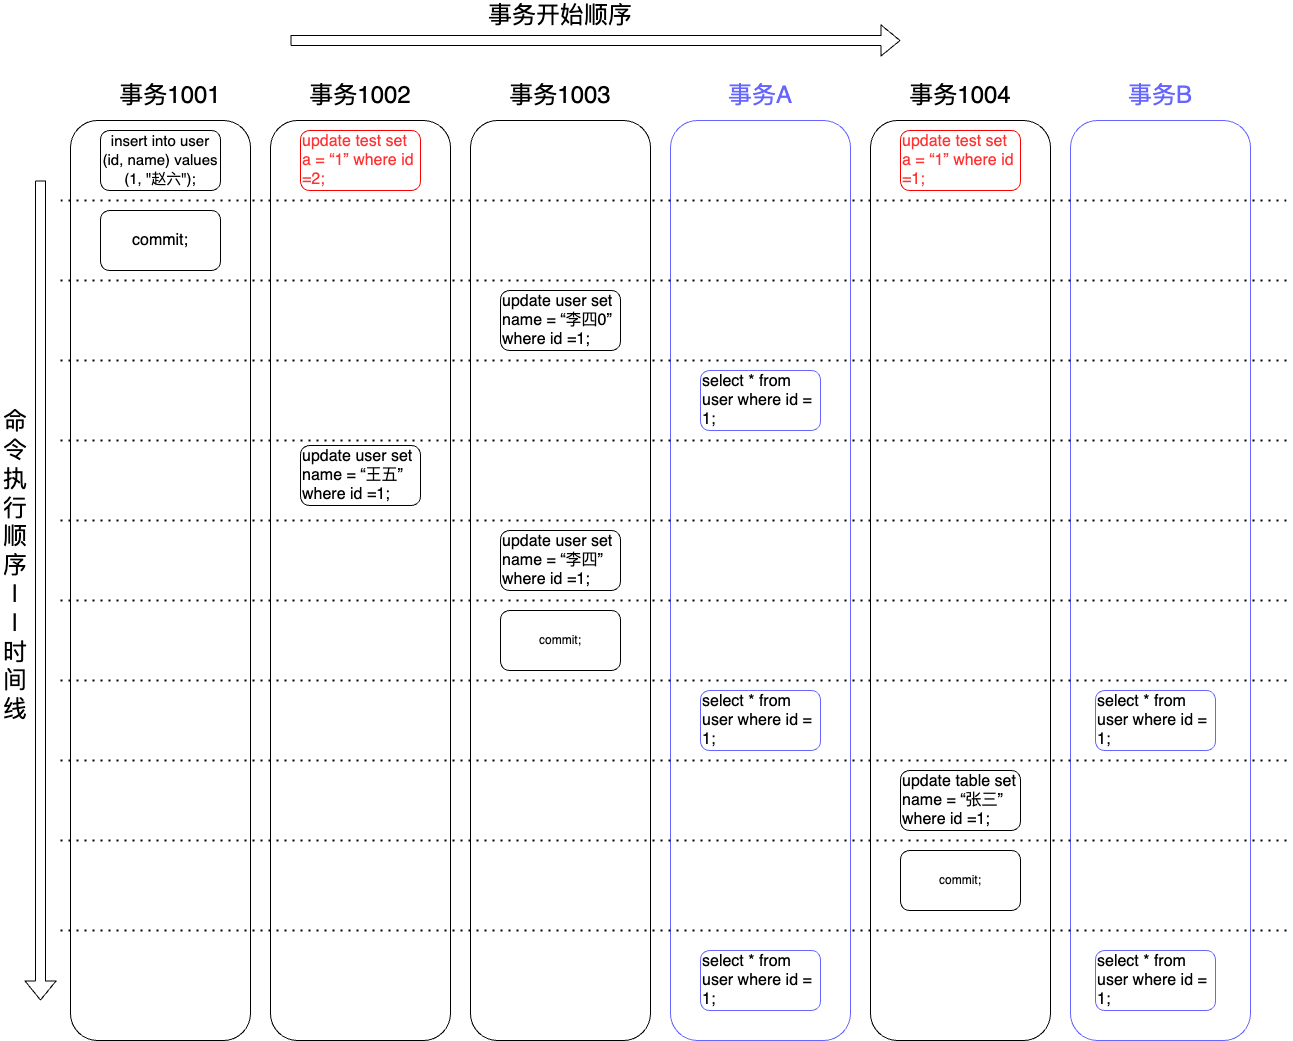 事务开始顺序
事务1001
事务1002
事务1003
事务A
事务1004
事务B
insert into user
(id, name) values
(1, "赵六");
update test set
a = “1” where id
=2;
update test set
a = “1” where id
=1;
commit;
update user set
name = “李四0”
where id =1;
select * from
user where id =
1;
update user set
name = “王五”
where id =1;
update user set
name = “李四”
where id =1;
commit;
select * from
user where id =
1;
select * from
user where id =
1;
update table set
name = “张三”
where id =1;
commit;
select * from
user where id =
1;
select * from
user where id =
1;
命
令
执
行
顺
序
—
—
时
间
线